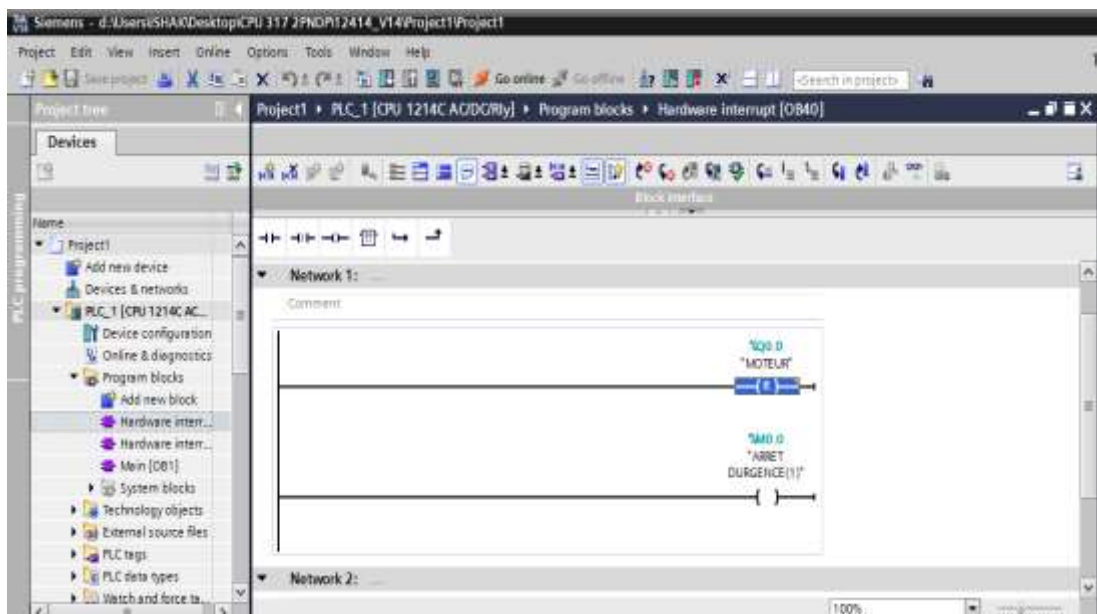 Siemens - d:\Users\SHAK\Desktop\CPU 317 2PNDP\12414_V14\Project1\Project1
Project Edit View Insert Online Options Tools Window Help
Save project Go online Go offline <Search in project>
Project tree
Project1 ▸ PLC_1 [CPU 1214C AC/DC/Rly] ▸ Program blocks ▸ Hardware interrupt [OB40]
Devices
PLC programming
Block interface
Name
Project1
Add new device
Devices & networks
PLC_1 [CPU 1214C AC...
Device configuration
Online & diagnostics
Program blocks
Add new block
Hardware interr...
Hardware interr...
Main [OB1]
System blocks
Technology objects
External source files
PLC tags
PLC data types
Watch and force ta...
Network 1: ...
Comment
%Q0.0
"MOTEUR"
R
%M0.0
"ARRET
DURGENCE(1)"
Network 2: ...
100%